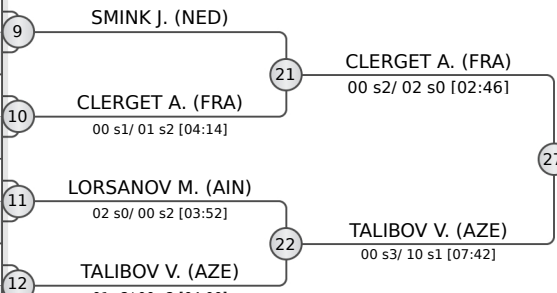 SMINK J. (NED)
9
21
CLERGET A. (FRA)
00 s2/ 02 s0 [02:46]
CLERGET A. (FRA)
10
00 s1/ 01 s2 [04:14]
27
LORSANOV M. (AIN)
11
02 s0/ 00 s2 [03:52]
22
TALIBOV V. (AZE)
00 s3/ 10 s1 [07:42]
TALIBOV V. (AZE)
12